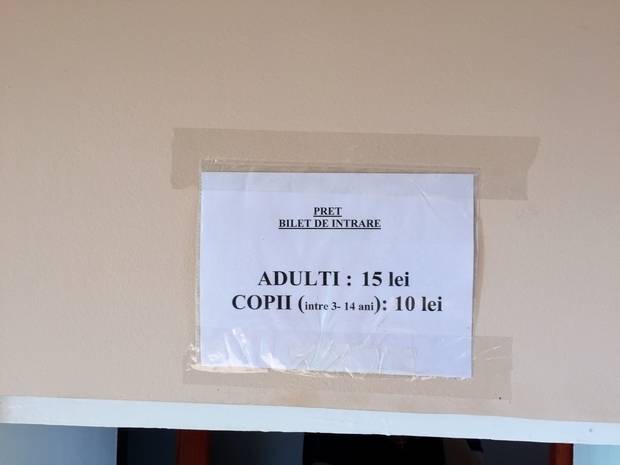 PRET
BILET DE INTRARE
ADULTI : 15 lei
COPII (intre 3- 14 ani): 10 lei